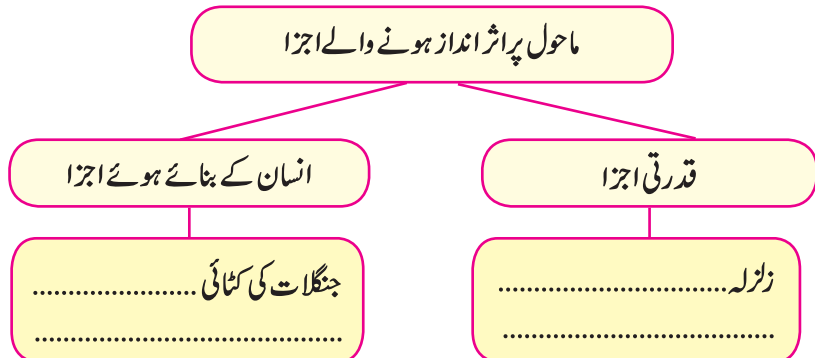 ماحول پر اثر انداز ہونے والے اجزا
قدرتی اجزا
انسان کے بنائے ہوئے اجزا
زلزلہ................................
......................................
جنگلات کی کٹائی .......................
...........................................